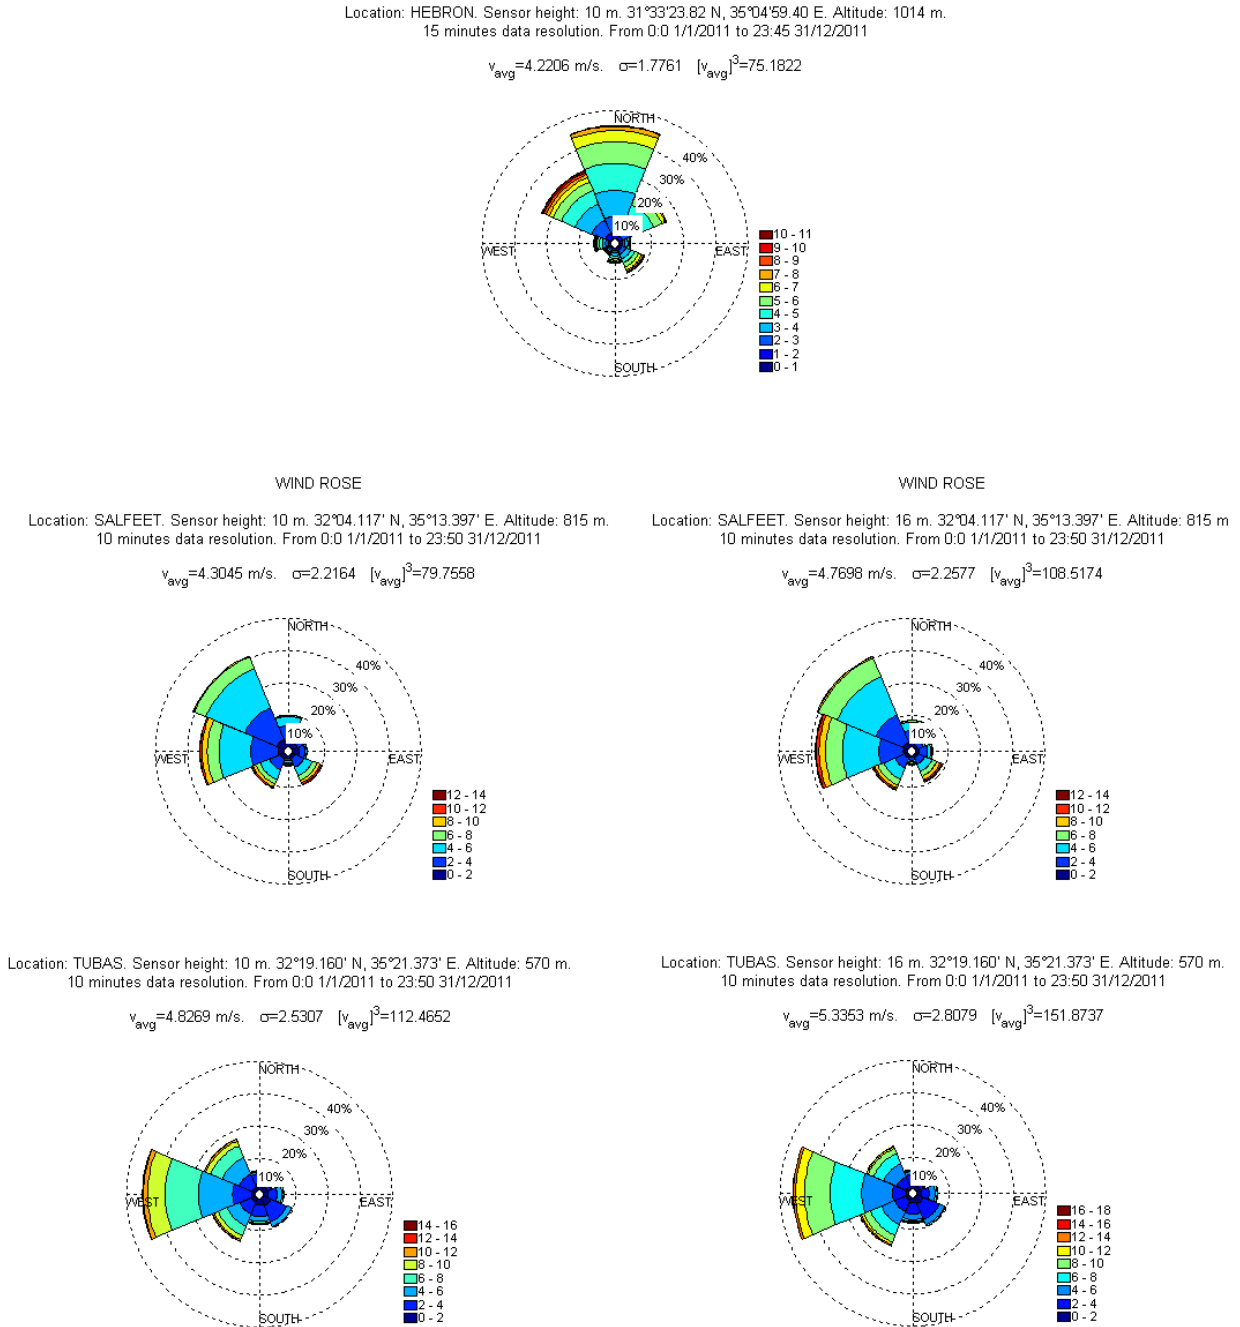 Location: HEBRON. Sensor height: 10 m. 31°33'23.82 N, 35°04'59.40 E. Altitude: 1014 m.
15 minutes data resolution. From 0:0 1/1/2011 to 23:45 31/12/2011
vavg=4.2206 m/s. σ=1.7761 [vavg]3=75.1822
NORTH
40%
30%
20%
10%
WEST
EAST
SOUTH
10 - 11
9 - 10
8 - 9
7 - 8
6 - 7
5 - 6
4 - 5
3 - 4
2 - 3
1 - 2
0 - 1
WIND ROSE
Location: SALFEET. Sensor height: 10 m. 32°04.117' N, 35°13.397' E. Altitude: 815 m.
10 minutes data resolution. From 0:0 1/1/2011 to 23:50 31/12/2011
vavg=4.3045 m/s. σ=2.2164 [vavg]3=79.7558
NORTH
40%
30%
20%
10%
WEST
EAST
SOUTH
12 - 14
10 - 12
8 - 10
6 - 8
4 - 6
2 - 4
0 - 2
WIND ROSE
Location: SALFEET. Sensor height: 16 m. 32°04.117' N, 35°13.397' E. Altitude: 815 m
10 minutes data resolution. From 0:0 1/1/2011 to 23:50 31/12/2011
vavg=4.7698 m/s. σ=2.2577 [vavg]3=108.5174
NORTH
40%
30%
20%
10%
WEST
EAST
SOUTH
12 - 14
10 - 12
8 - 10
6 - 8
4 - 6
2 - 4
0 - 2
Location: TUBAS. Sensor height: 10 m. 32°19.160' N, 35°21.373' E. Altitude: 570 m.
10 minutes data resolution. From 0:0 1/1/2011 to 23:50 31/12/2011
vavg=4.8269 m/s. σ=2.5307 [vavg]3=112.4652
NORTH
40%
30%
20%
10%
WEST
EAST
SOUTH
14 - 16
12 - 14
10 - 12
8 - 10
6 - 8
4 - 6
2 - 4
0 - 2
Location: TUBAS. Sensor height: 16 m. 32°19.160' N, 35°21.373' E. Altitude: 570 m.
10 minutes data resolution. From 0:0 1/1/2011 to 23:50 31/12/2011
vavg=5.3353 m/s. σ=2.8079 [vavg]3=151.8737
NORTH
40%
30%
20%
10%
WEST
EAST
SOUTH
16 - 18
14 - 16
12 - 14
10 - 12
8 - 10
6 - 8
4 - 6
2 - 4
0 - 2